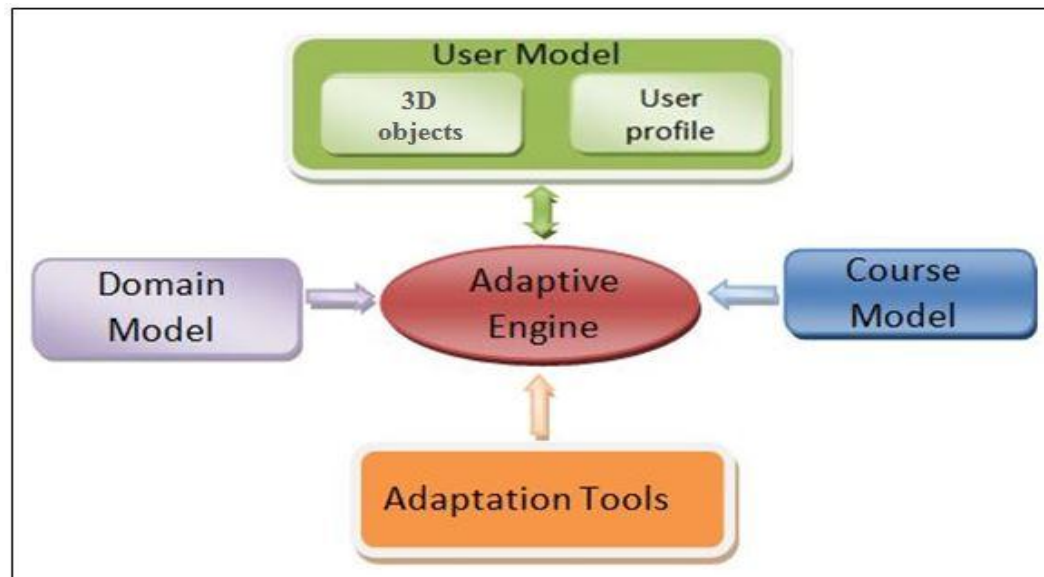 User Model
3D
objects
User
profile
Domain
Model
Adaptive
Engine
Course
Model
Adaptation Tools